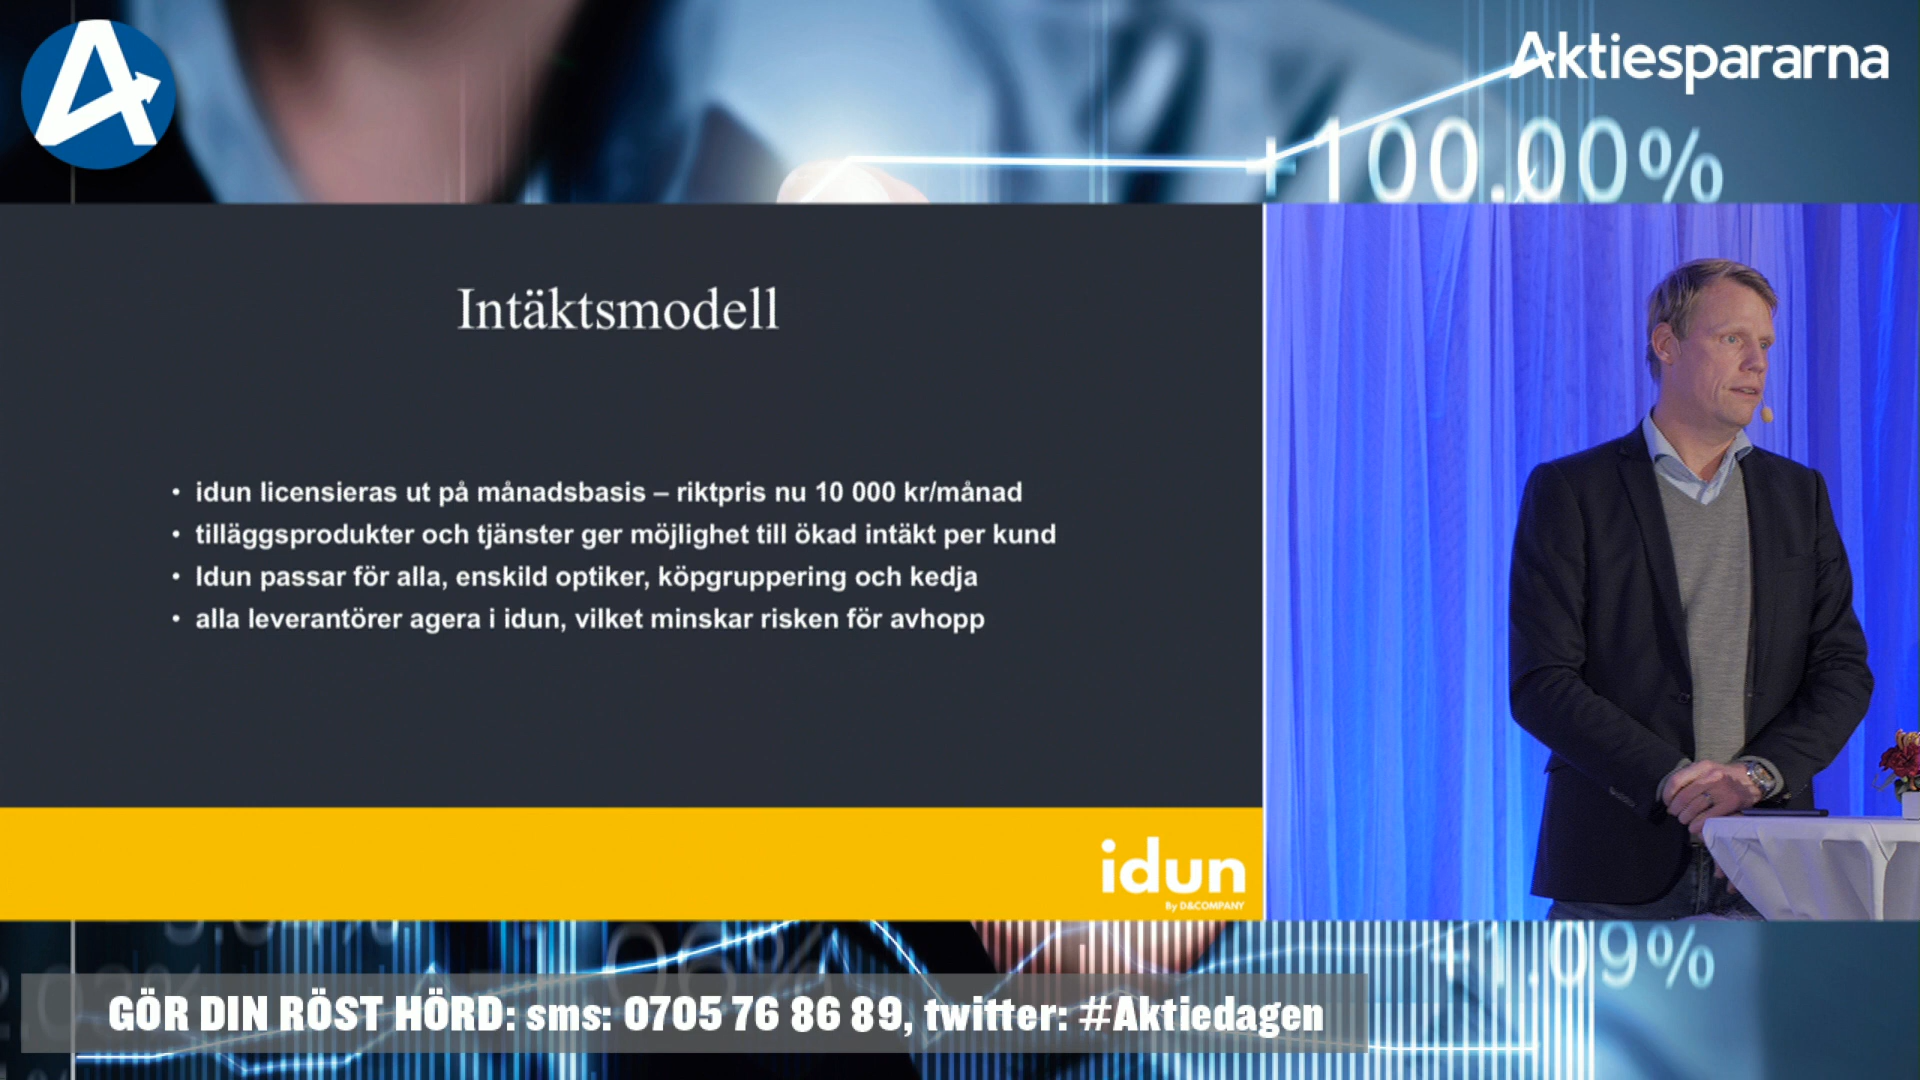 Aktiespararna
+100.00%
Intäktsmodell
• idun licensieras ut på månadsbasis – riktpris nu 10 000 kr/månad
• tilläggsprodukter och tjänster ger möjlighet till ökad intäkt per kund
• Idun passar för alla, enskild optiker, köpgruppering och kedja
• alla leverantörer agera i idun, vilket minskar risken för avhopp
idun
By D&COMPANY
+1.09%
GÖR DIN RÖST HÖRD: sms: 0705 76 86 89, twitter: #Aktiedagen